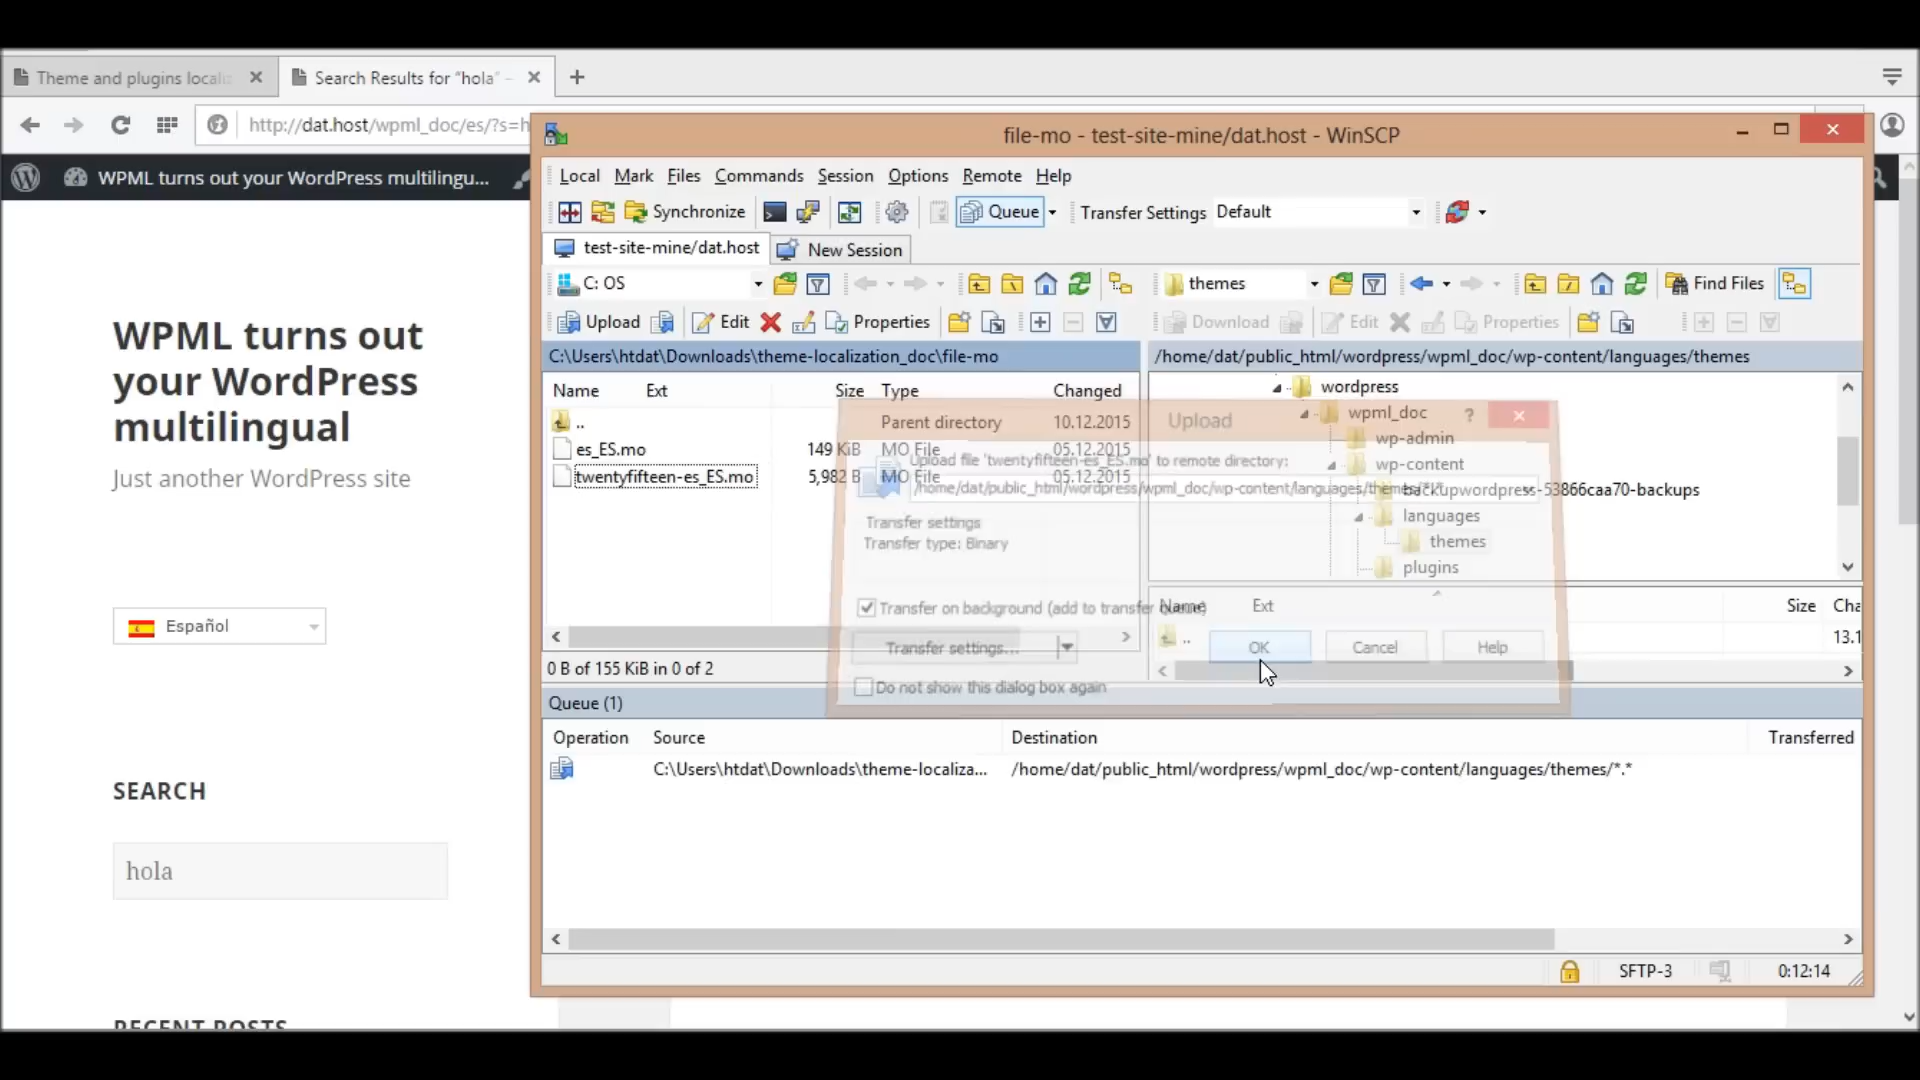 Theme and plugins locali
Search Results for “hola” –
http://dat.host/wpml_doc/es/?s=h
WPML turns out your WordPress multilingu...
WPML turns out
your WordPress
multilingual
Just another WordPress site
Español
SEARCH
hola
RECENT POSTS
file-mo - test-site-mine/dat.host - WinSCP
Local Mark Files Commands Session Options Remote Help
Synchronize Queue Transfer Settings Default
test-site-mine/dat.host New Session
C: OS
themes Find Files
Upload Edit Properties
Download Edit Properties
C:\Users\htdat\Downloads\theme-localization_doc\file-mo
Name Ext Size Type Changed
.. Parent directory 10.12.2015
es_ES.mo 149 KiB MO File 05.12.2015
twentyfifteen-es_ES.mo 5,982 B MO File 05.12.2015
0 B of 155 KiB in 0 of 2
/home/dat/public_html/wordpress/wpml_doc/wp-content/languages/themes
wordpress
wpml_doc
wp-admin
wp-content
backupwordpress-53866caa70-backups
languages
themes
plugins
Name Ext Size Cha
.. 13.1
Upload ?
Upload file 'twentyfifteen-es_ES.mo' to remote directory:
/home/dat/public_html/wordpress/wpml_doc/wp-content/languages/themes/*.*
Transfer settings
Transfer type: Binary
Transfer on background (add to transfer queue)
Transfer settings... OK Cancel Help
Do not show this dialog box again
Queue (1)
Operation Source Destination Transferred
C:\Users\htdat\Downloads\theme-localiza... /home/dat/public_html/wordpress/wpml_doc/wp-content/languages/themes/*.*
SFTP-3 0:12:14